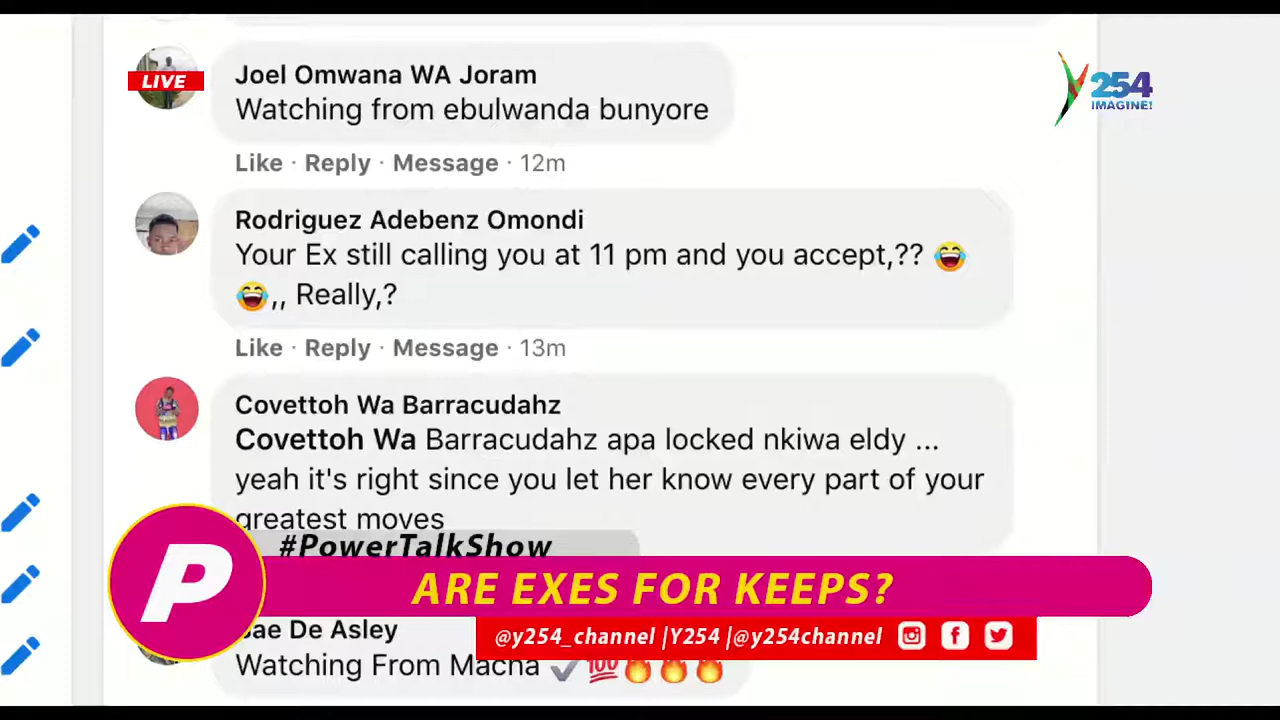 Joel Omwana WA Joram
LIVE
Watching from ebulwanda bunyore
254
IMAGINE!
Like · Reply · Message · 12m
Rodriguez Adebenz Omondi
Your Ex still calling you at 11 pm and you accept,?? 😂
😂,, Really,?
Like · Reply · Message · 13m
Covettoh Wa Barracudahz
Covettoh Wa Barracudahz apa locked nkiwa eldy ...
yeah it's right since you let her know every part of your
greatest moves
#PowerTalkShow
P
ARE EXES FOR KEEPS?
De Asley
@y254_channel |Y254 |@y254channel
Watching From Macha ✔️💯🔥🔥🔥